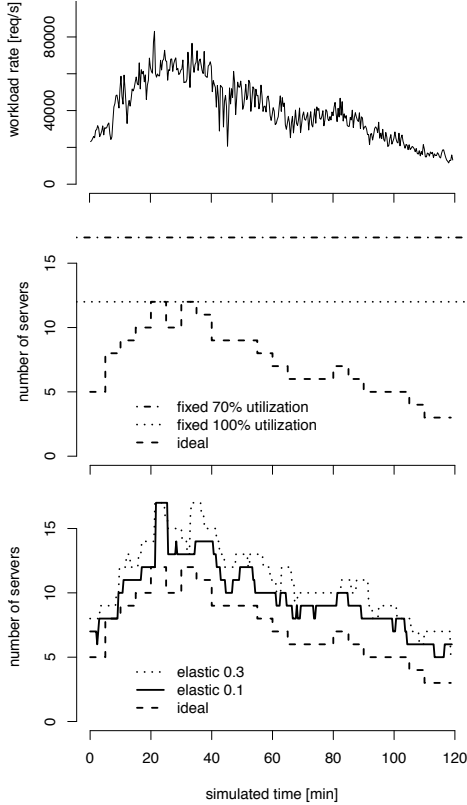 workload rate [req/s]
0
40000
80000
number of servers
0
5
10
15
fixed 70% utilization
fixed 100% utilization
ideal
number of servers
0
5
10
15
elastic 0.3
elastic 0.1
ideal
0 20 40 60 80 100 120
simulated time [min]